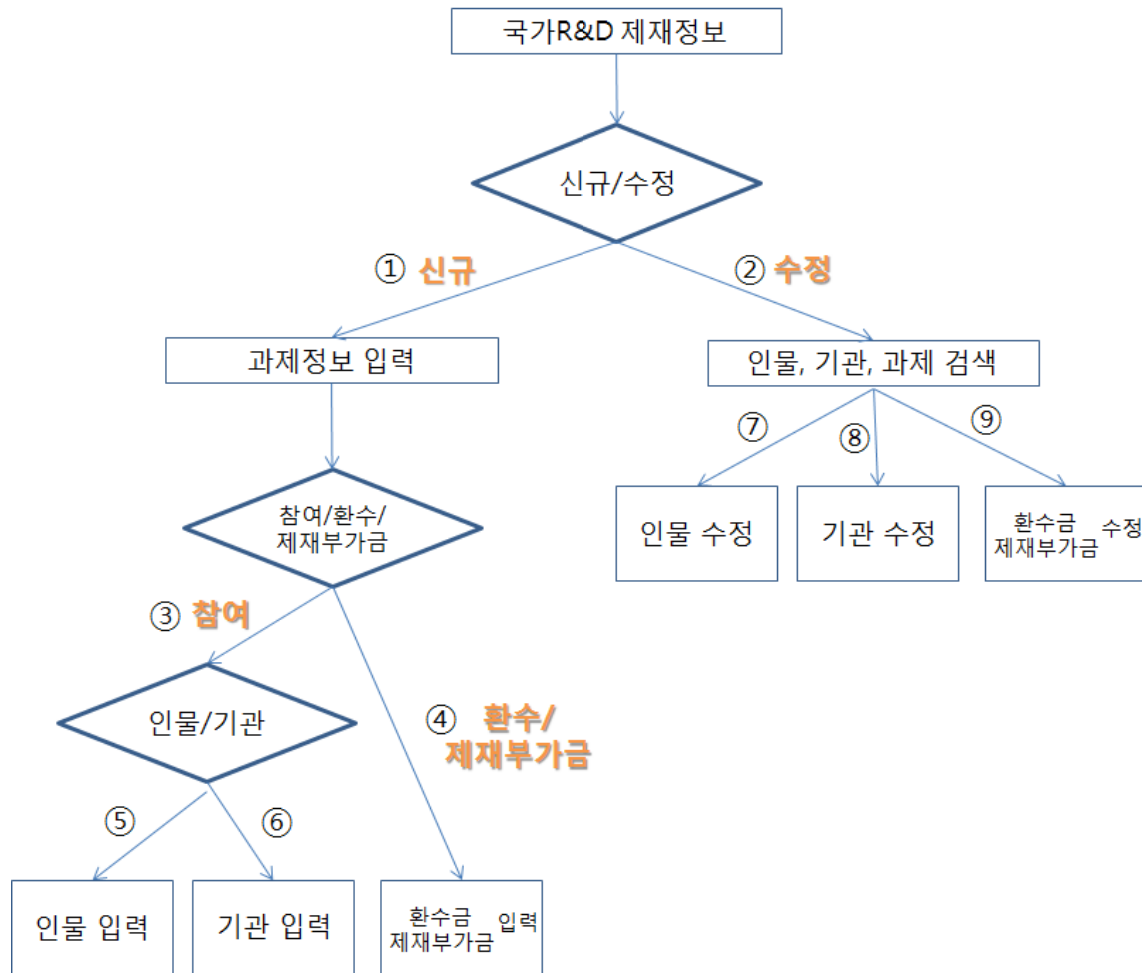 국가R&D 제재정보
신규/수정
① 신규
② 수정
과제정보 입력
인물, 기관, 과제 검색
⑦
⑧
⑨
참여/환수/
제재부가금
인물 수정
기관 수정
환수금
제재부가금 수정
③ 참여
인물/기관
④ 환수/
제재부가금
⑤
⑥
인물 입력
기관 입력
환수금
제재부가금 입력